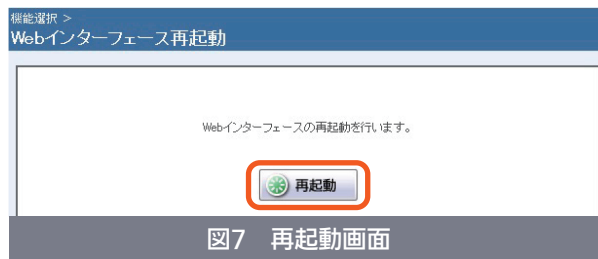 機能選択 >
Webインターフェース再起動
Webインターフェースの再起動を行います。
再起動
図7　再起動画面